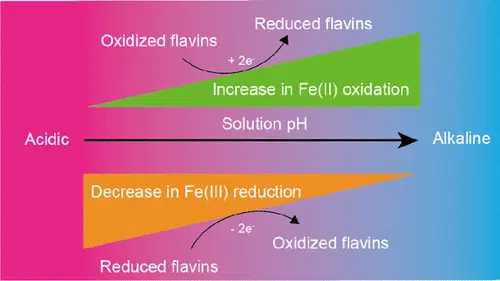 Oxidized flavins
Reduced flavins
+ 2e-
Increase in Fe(II) oxidation
Solution pH
Acidic
Alkaline
Decrease in Fe(III) reduction
- 2e-
Oxidized flavins
Reduced flavins